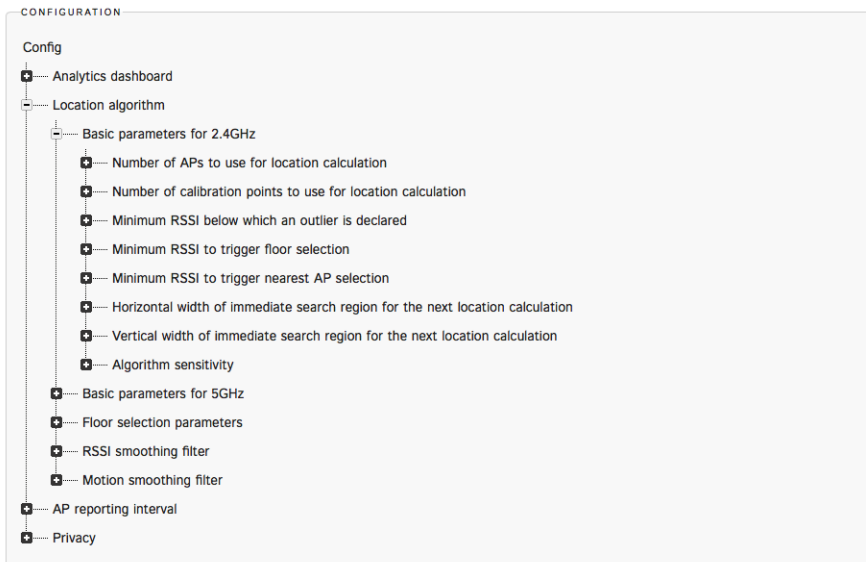 CONFIGURATION
Config
Analytics dashboard
Location algorithm
Basic parameters for 2.4GHz
Number of APs to use for location calculation
Number of calibration points to use for location calculation
Minimum RSSI below which an outlier is declared
Minimum RSSI to trigger floor selection
Minimum RSSI to trigger nearest AP selection
Horizontal width of immediate search region for the next location calculation
Vertical width of immediate search region for the next location calculation
Algorithm sensitivity
Basic parameters for 5GHz
Floor selection parameters
RSSI smoothing filter
Motion smoothing filter
AP reporting interval
Privacy